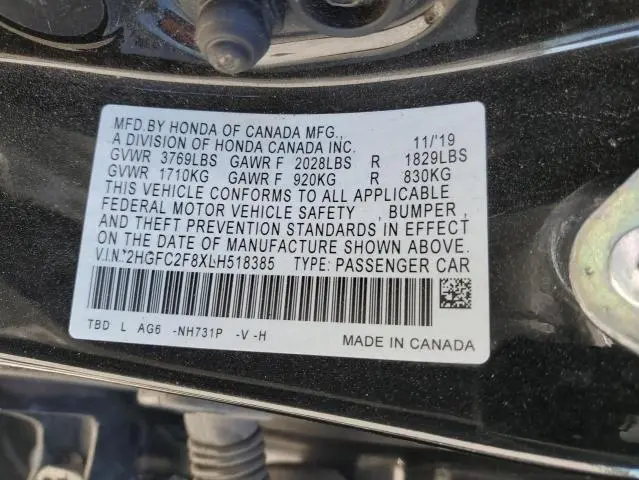 MFD.BY HONDA OF CANADA MFG.,
A DIVISION OF HONDA CANADA INC. 11/'19
GVWR 3769LBS GAWR F 2028LBS R 1829LBS
GVWR 1710KG GAWR F 920KG R 830KG
THIS VEHICLE CONFORMS TO ALL APPLICABLE
FEDERAL MOTOR VEHICLE SAFETY , BUMPER ,
AND THEFT PREVENTION STANDARDS IN EFFECT
ON THE DATE OF MANUFACTURE SHOWN ABOVE.
V.I.N.:2HGFC2F8XLH518385 TYPE: PASSENGER CAR
TBD L AG6 -NH731P -V -H
MADE IN CANADA